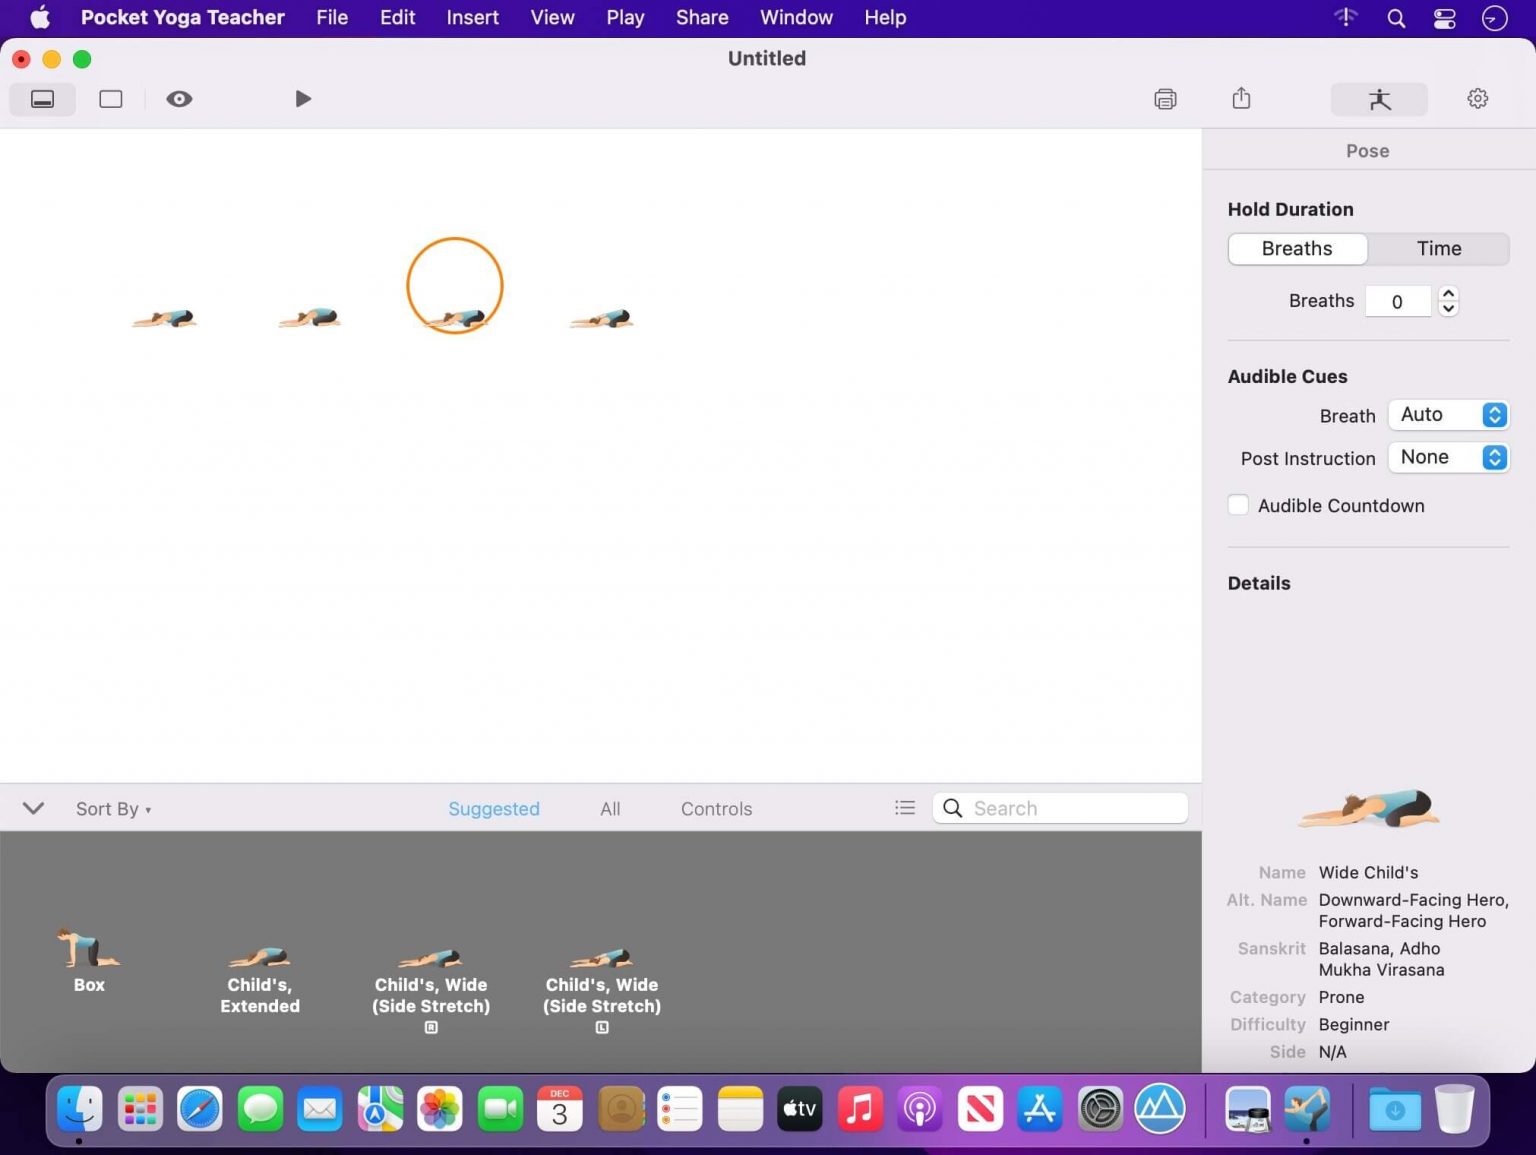 Pocket Yoga Teacher File Edit Insert View Play Share Window Help
Untitled
Pose
Hold Duration
Breaths Time
Breaths 0
Audible Cues
Breath Auto
Post Instruction None
Audible Countdown
Details
Name Wide Child's
Alt. Name Downward-Facing Hero,
Forward-Facing Hero
Sanskrit Balasana, Adho
Mukha Virasana
Category Prone
Difficulty Beginner
Side N/A
Sort By Suggested All Controls Search
Box
Child's,
Extended
Child's, Wide
(Side Stretch)
R
Child's, Wide
(Side Stretch)
L
DEC
3
tv